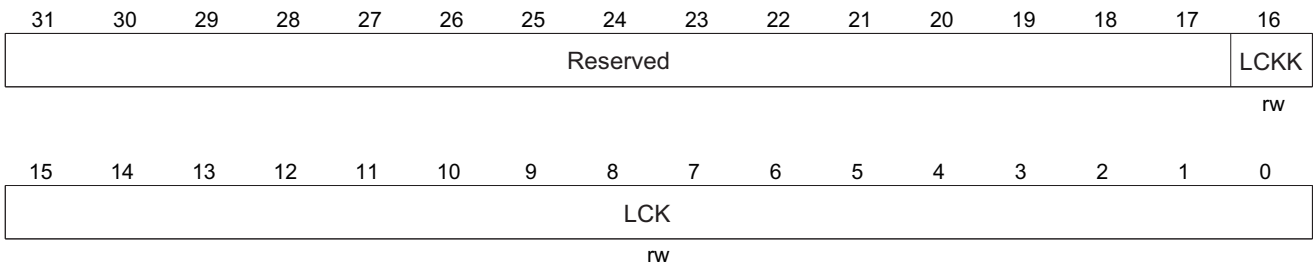 31 30 29 28 27 26 25 24 23 22 21 20 19 18 17 16
Reserved LCKK
rw
15 14 13 12 11 10 9 8 7 6 5 4 3 2 1 0
LCK
rw